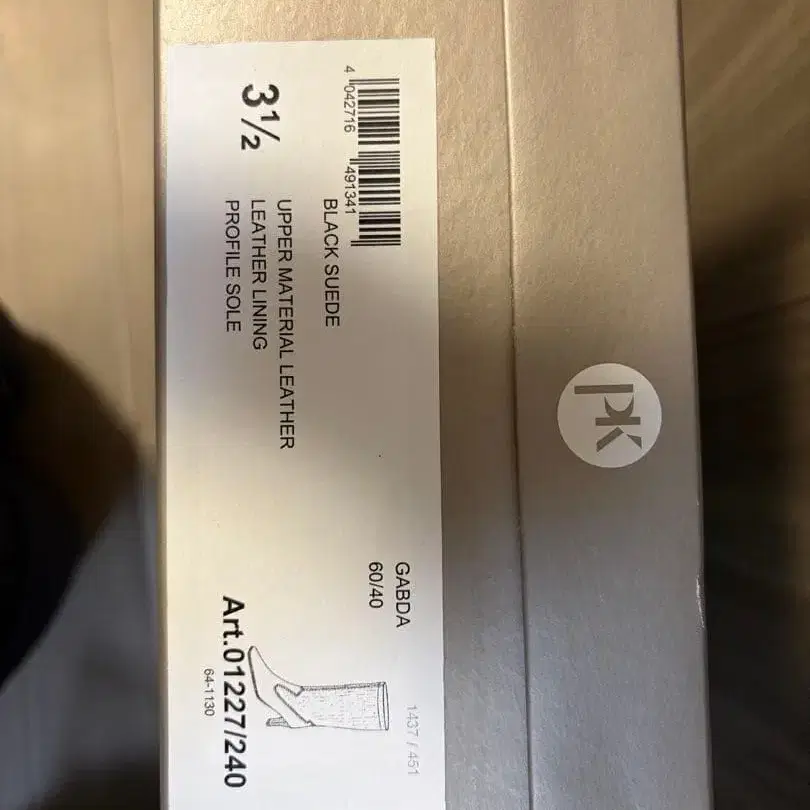 4 042716 491341
3½
BLACK SUEDE
UPPER MATERIAL LEATHER
LEATHER LINING
PROFILE SOLE
GABDA
60/40
1437 / 451
Art.01227/240
64-1130
PK